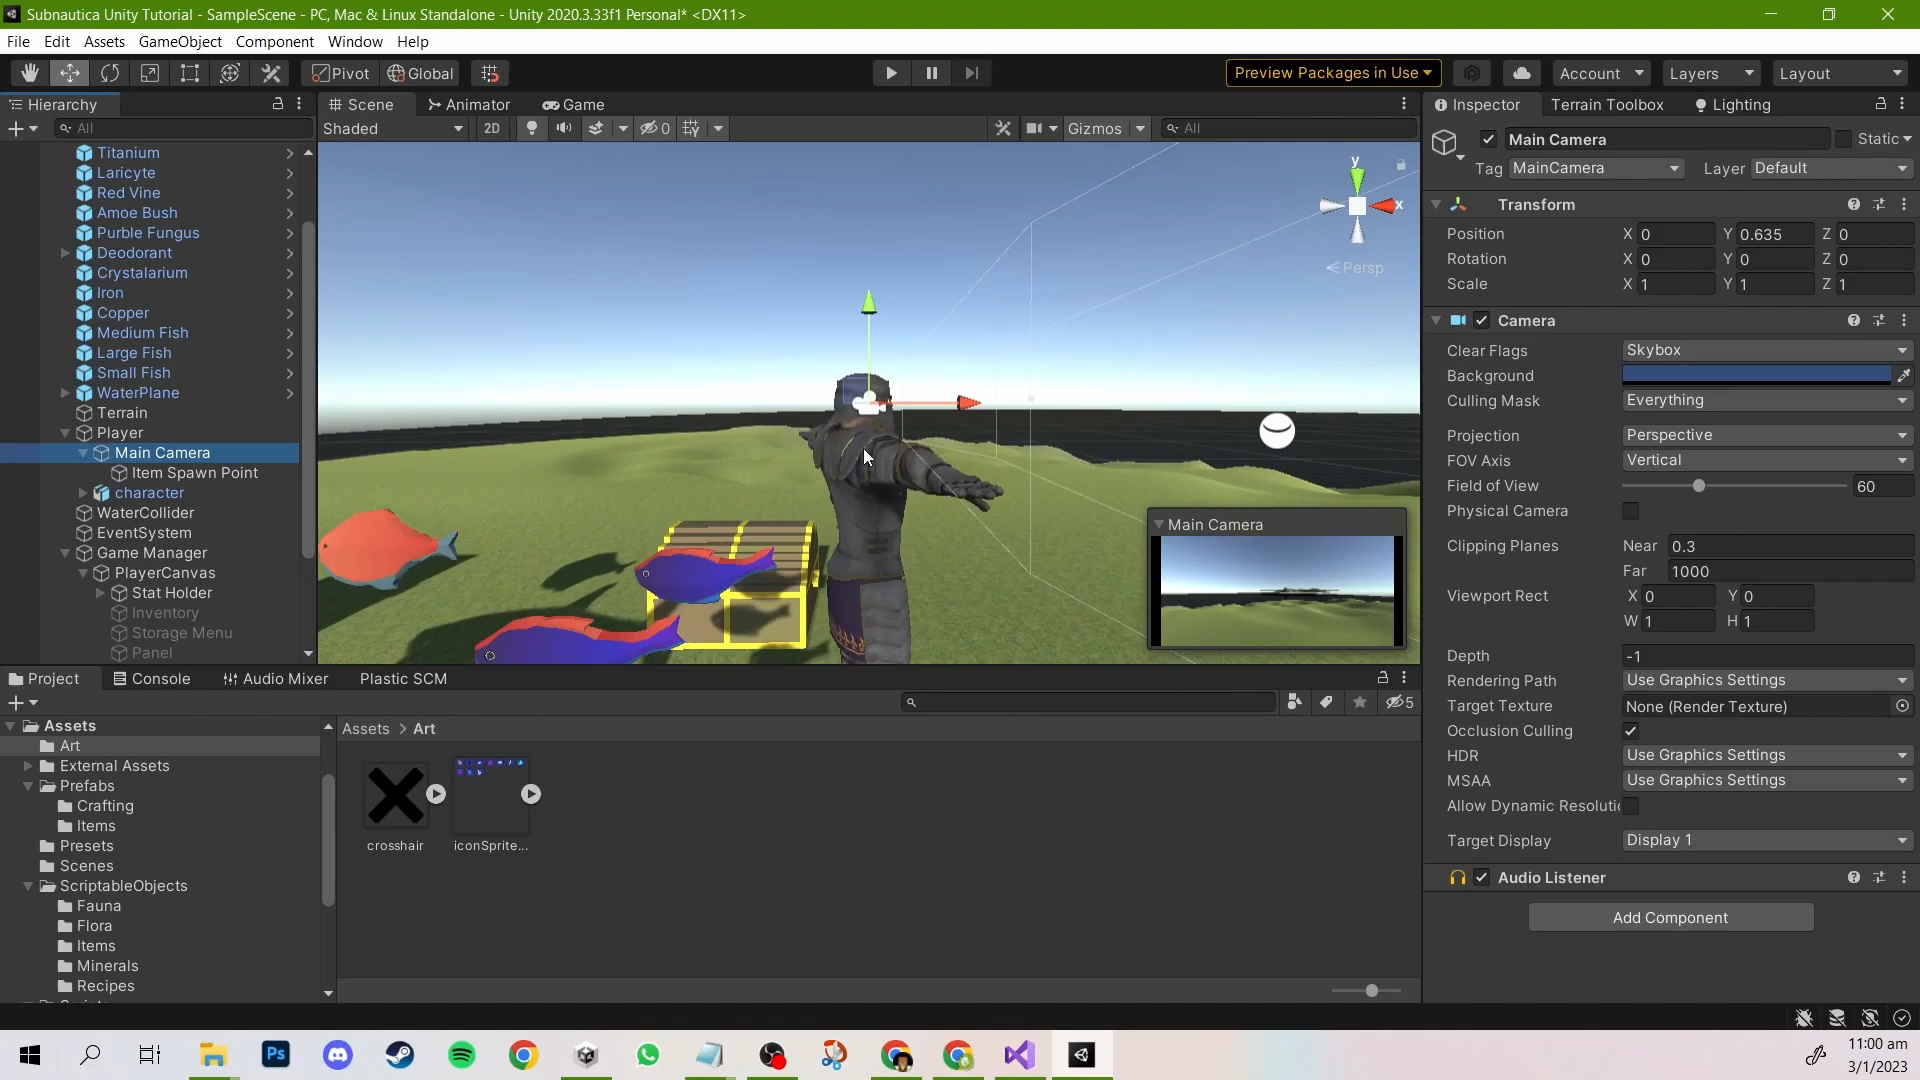 Subnautica Unity Tutorial - SampleScene - PC, Mac & Linux Standalone - Unity 2020.3.33f1 Personal* <DX11>
File Edit Assets GameObject Component Window Help
Pivot Global Preview Packages in Use Account Layers Layout
Hierarchy
All
Titanium
Laricyte
Red Vine
Amoe Bush
Purble Fungus
Deodorant
Crystalarium
Iron
Copper
Medium Fish
Large Fish
Small Fish
WaterPlane
Terrain
Player
Main Camera
Item Spawn Point
character
WaterCollider
EventSystem
Game Manager
PlayerCanvas
Stat Holder
Inventory
Storage Menu
Panel
Scene Animator Game
Shaded 2D 0 Gizmos All
y
x
Persp
Main Camera
Inspector Terrain Toolbox Lighting
Main Camera Static
Tag MainCamera Layer Default
Transform
Position X 0 Y 0.635 Z 0
Rotation X 0 Y 0 Z 0
Scale X 1 Y 1 Z 1
Camera
Clear Flags Skybox
Background
Culling Mask Everything
Projection Perspective
FOV Axis Vertical
Field of View 60
Physical Camera
Clipping Planes Near 0.3
Far 1000
Viewport Rect X 0 Y 0
W 1 H 1
Depth -1
Rendering Path Use Graphics Settings
Target Texture None (Render Texture)
Occlusion Culling
HDR Use Graphics Settings
MSAA Use Graphics Settings
Allow Dynamic Resolutio
Target Display Display 1
Audio Listener
Add Component
Project Console Audio Mixer Plastic SCM
5
Assets
Art
External Assets
Prefabs
Crafting
Items
Presets
Scenes
ScriptableObjects
Fauna
Flora
Items
Minerals
Recipes
Assets > Art
crosshair iconSprite...
Ps
11:00 am
3/1/2023